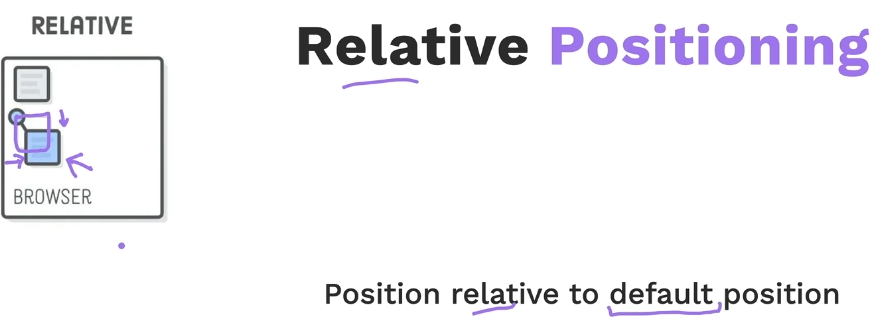 RELATIVE
Relative Positioning
BROWSER
Position relative to default position